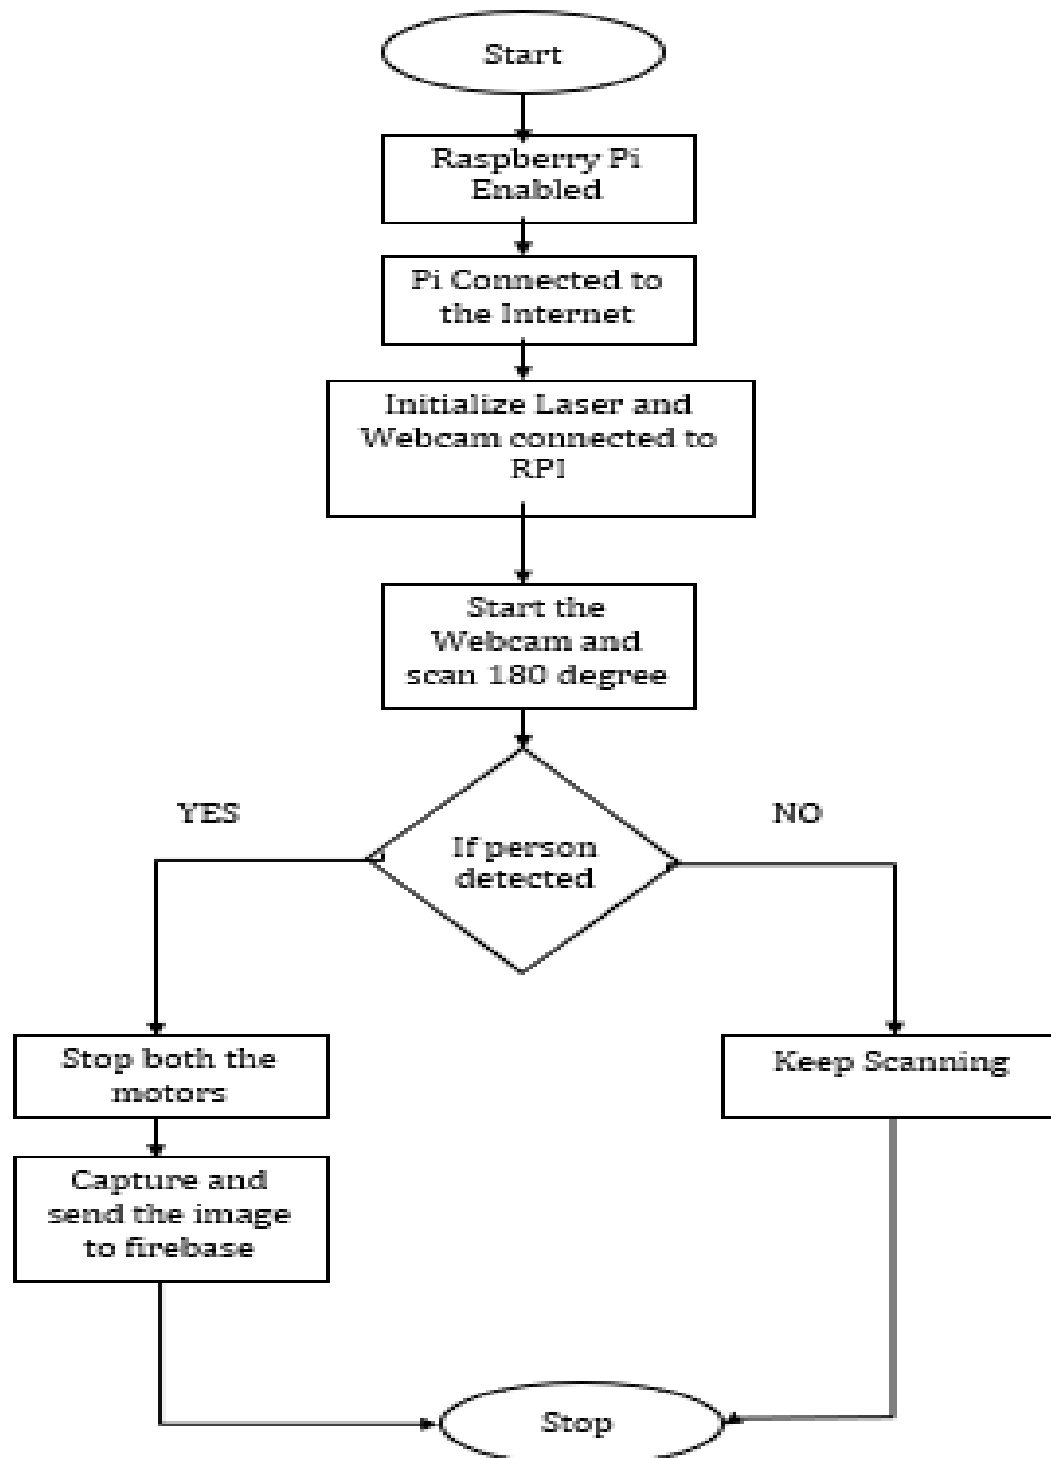 Start
Raspberry Pi
Enabled
Pi Connected to
the Internet
Initialize Laser and
Webcam connected to
RPI
Start the
Webcam and
scan 180 degree
YES
NO
If person
detected
Stop both the
motors
Keep Scanning
Capture and
send the image
to firebase
Stop